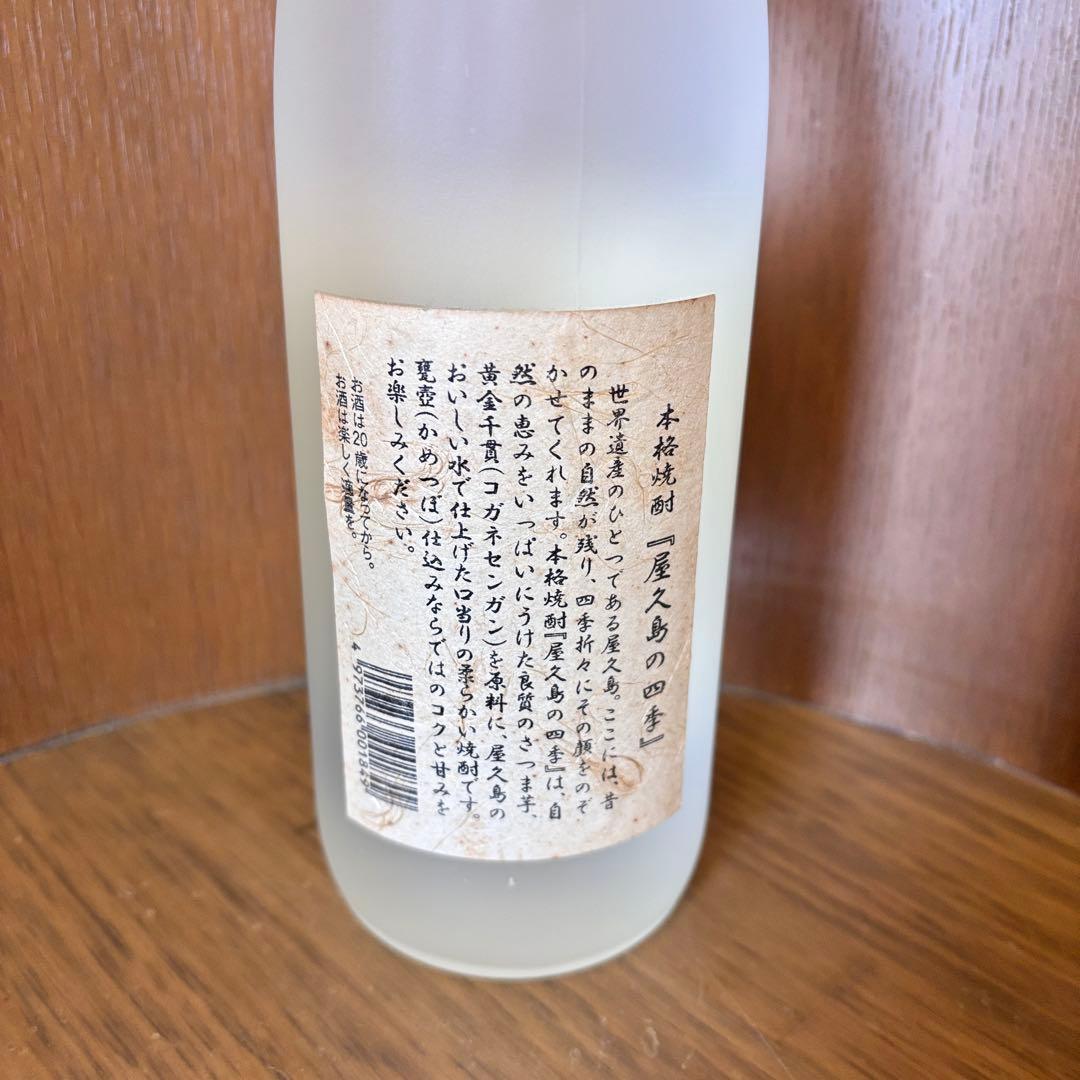 本格焼酎『屋久島の四季』
世界遺産のひとつである屋久島。ここには、昔
のままの自然が残り、四季折々にその顔をのぞ
かせてくれます。本格焼酎『屋久島の四季』は、自
然の恵みをいっぱいにうけた良質のさつま芋、
黄金千貫(コガネセンガン)を原料に、屋久島の
おいしい水で仕上げた口当りの柔らかい焼酎です。
甕壺(かめつぼ)仕込みならではのコクと甘みを
お楽しみください。
お酒は20歳になってから。
お酒は楽しく適量を。
4973766001849